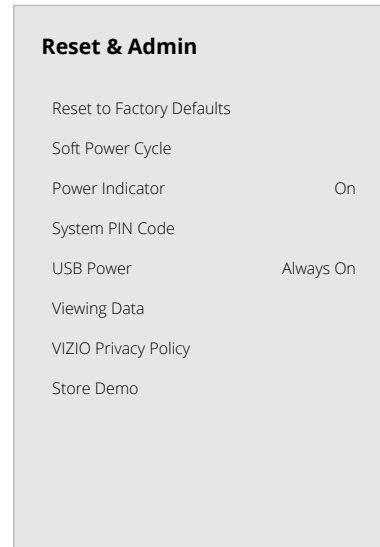 Reset & Admin
Reset to Factory Defaults
Soft Power Cycle
Power Indicator On
System PIN Code
USB Power Always On
Viewing Data
VIZIO Privacy Policy
Store Demo